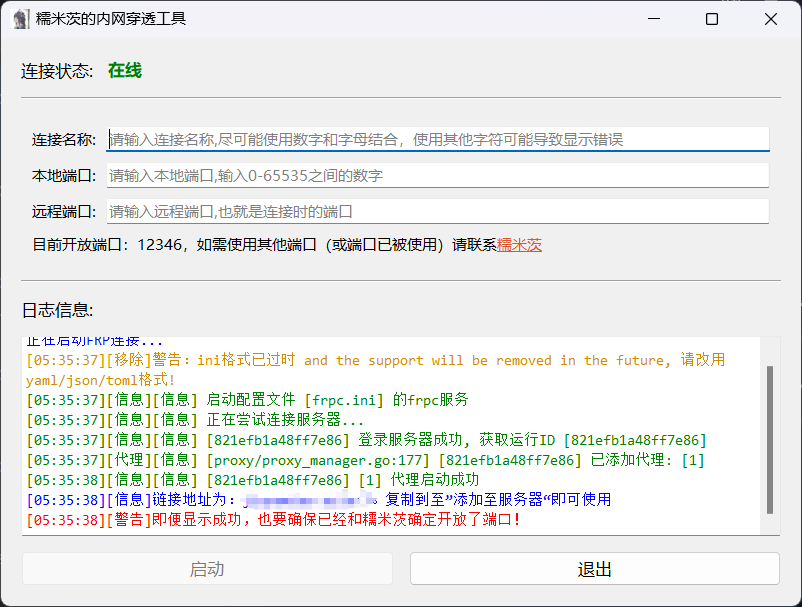 糯米茨的内网穿透工具
连接状态: 在线
连接名称: 请输入连接名称,尽可能使用数字和字母结合，使用其他字符可能导致显示错误
本地端口: 请输入本地端口,输入0-65535之间的数字
远程端口: 请输入远程端口,也就是连接时的端口
目前开放端口：12346，如需使用其他端口（或端口已被使用）请联系糯米茨
日志信息:
正在启动FRP连接...
[05:35:37][移除]警告：ini格式已过时 and the support will be removed in the future, 请改用
yaml/json/toml格式!
[05:35:37][信息][信息] 启动配置文件 [frpc.ini] 的frpc服务
[05:35:37][信息][信息] 正在尝试连接服务器...
[05:35:37][信息][信息] [821efb1a48ff7e86] 登录服务器成功, 获取运行ID [821efb1a48ff7e86]
[05:35:37][代理][信息] [proxy/proxy_manager.go:177] [821efb1a48ff7e86] 已添加代理: [1]
[05:35:38][信息][信息] [821efb1a48ff7e86] [1] 代理启动成功
[05:35:38][信息]链接地址为： 。复制到至”添加至服务器“即可使用
[05:35:38][警告]即便显示成功，也要确保已经和糯米茨确定开放了端口！
启动 退出